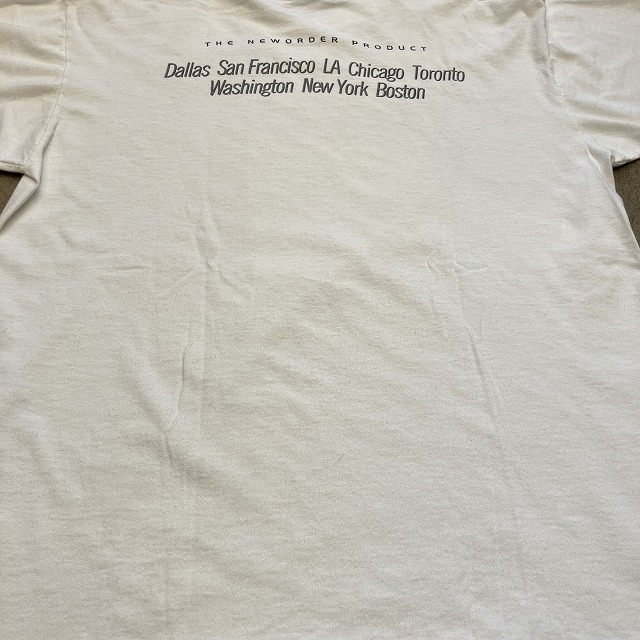 THE NEWORDER PRODUCT
Dallas San Francisco LA Chicago Toronto
Washington New York Boston